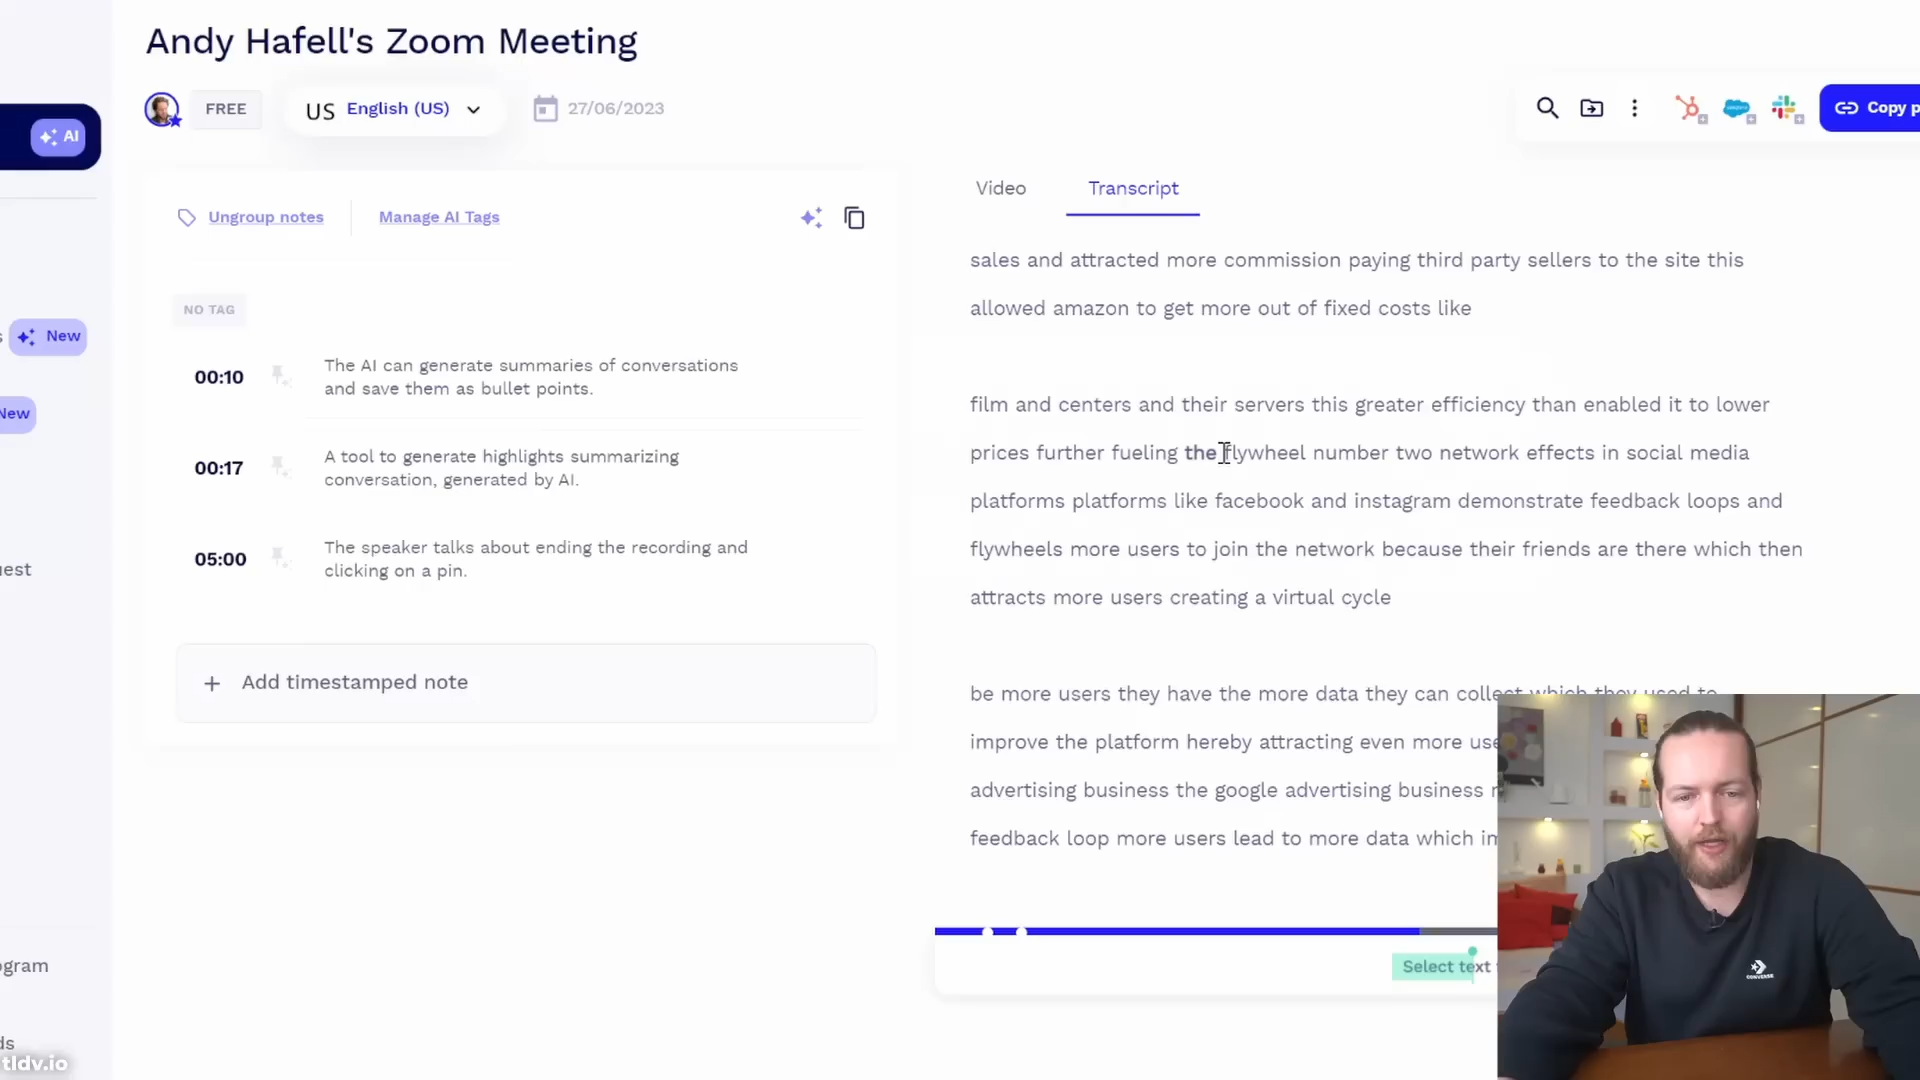 Andy Hafell's Zoom Meeting
FREE
US English (US)
27/06/2023
Copy p
AI
New
New
uest
ogram
ds
tldv.io
Ungroup notes
Manage AI Tags
NO TAG
00:10
The AI can generate summaries of conversations
and save them as bullet points.
00:17
A tool to generate highlights summarizing
conversation, generated by AI.
05:00
The speaker talks about ending the recording and
clicking on a pin.
+ Add timestamped note
Video
Transcript
sales and attracted more commission paying third party sellers to the site this
allowed amazon to get more out of fixed costs like
film and centers and their servers this greater efficiency than enabled it to lower
prices further fueling the flywheel number two network effects in social media
platforms platforms like facebook and instagram demonstrate feedback loops and
flywheels more users to join the network because their friends are there which then
attracts more users creating a virtual cycle
be more users they have the more data they can collect which they used to
improve the platform hereby attracting even more use
advertising business the google advertising business
feedback loop more users lead to more data which im
Select text
CONVERSE